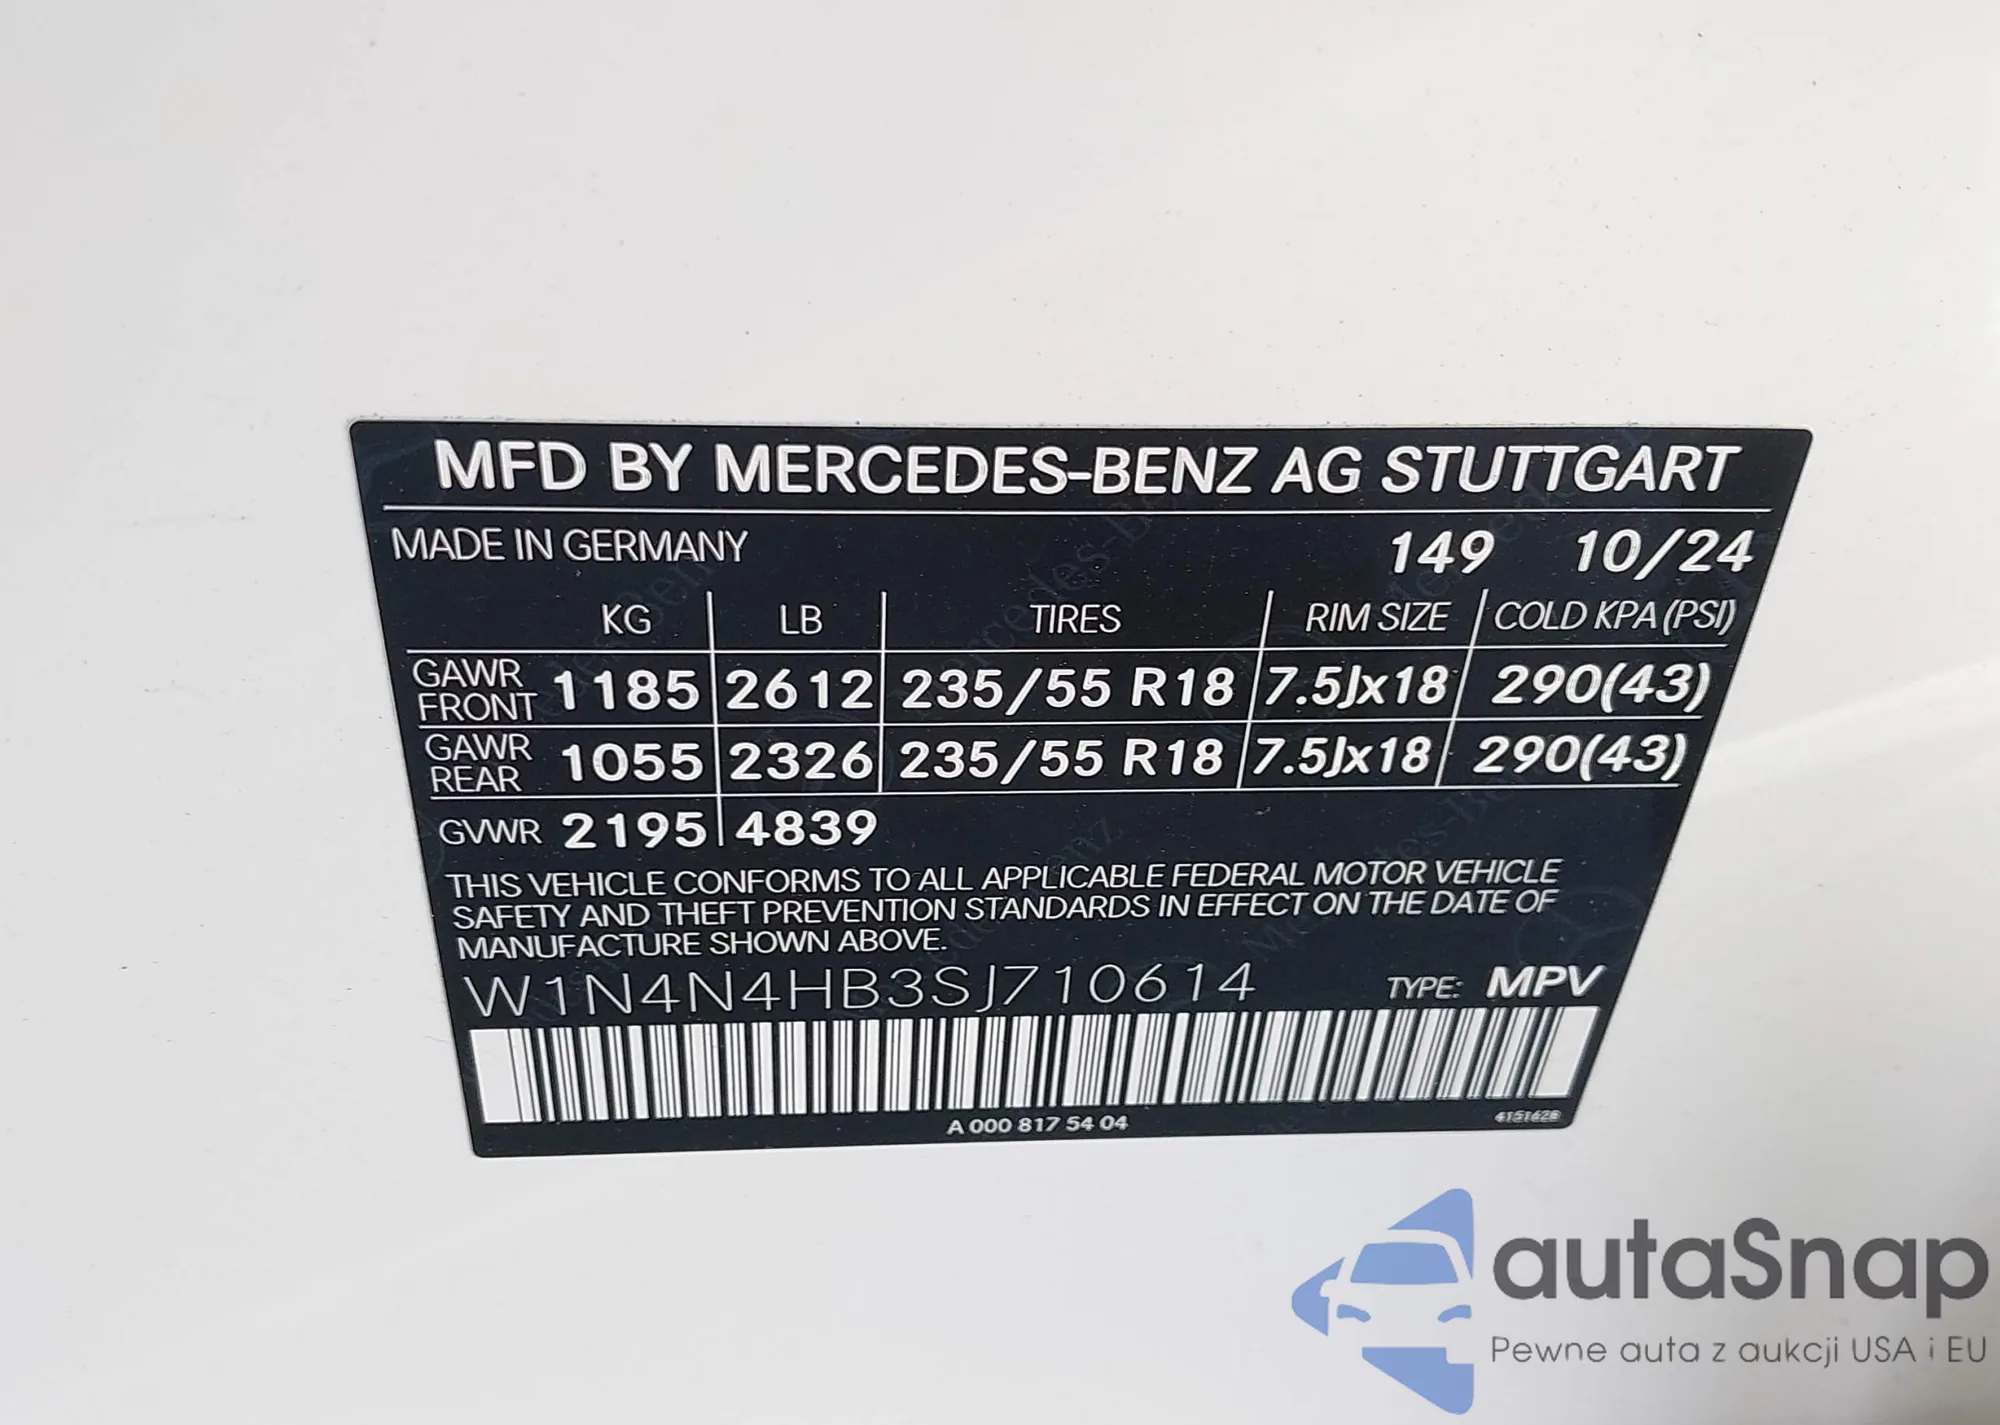 MFD BY MERCEDES-BENZ AG STUTTGART
MADE IN GERMANY 149 10/24
KG LB TIRES RIM SIZE COLD KPA (PSI)
GAWR FRONT 1185 2612 235/55 R18 7.5Jx18 290(43)
GAWR REAR 1055 2326 235/55 R18 7.5Jx18 290(43)
GVWR 2195 4839
THIS VEHICLE CONFORMS TO ALL APPLICABLE FEDERAL MOTOR VEHICLE
SAFETY AND THEFT PREVENTION STANDARDS IN EFFECT ON THE DATE OF
MANUFACTURE SHOWN ABOVE.
W1N4N4HB3SJ710614 TYPE: MPV
A 000 817 54 04 4151628
autaSnap
Pewne auta z aukcji USA i EU